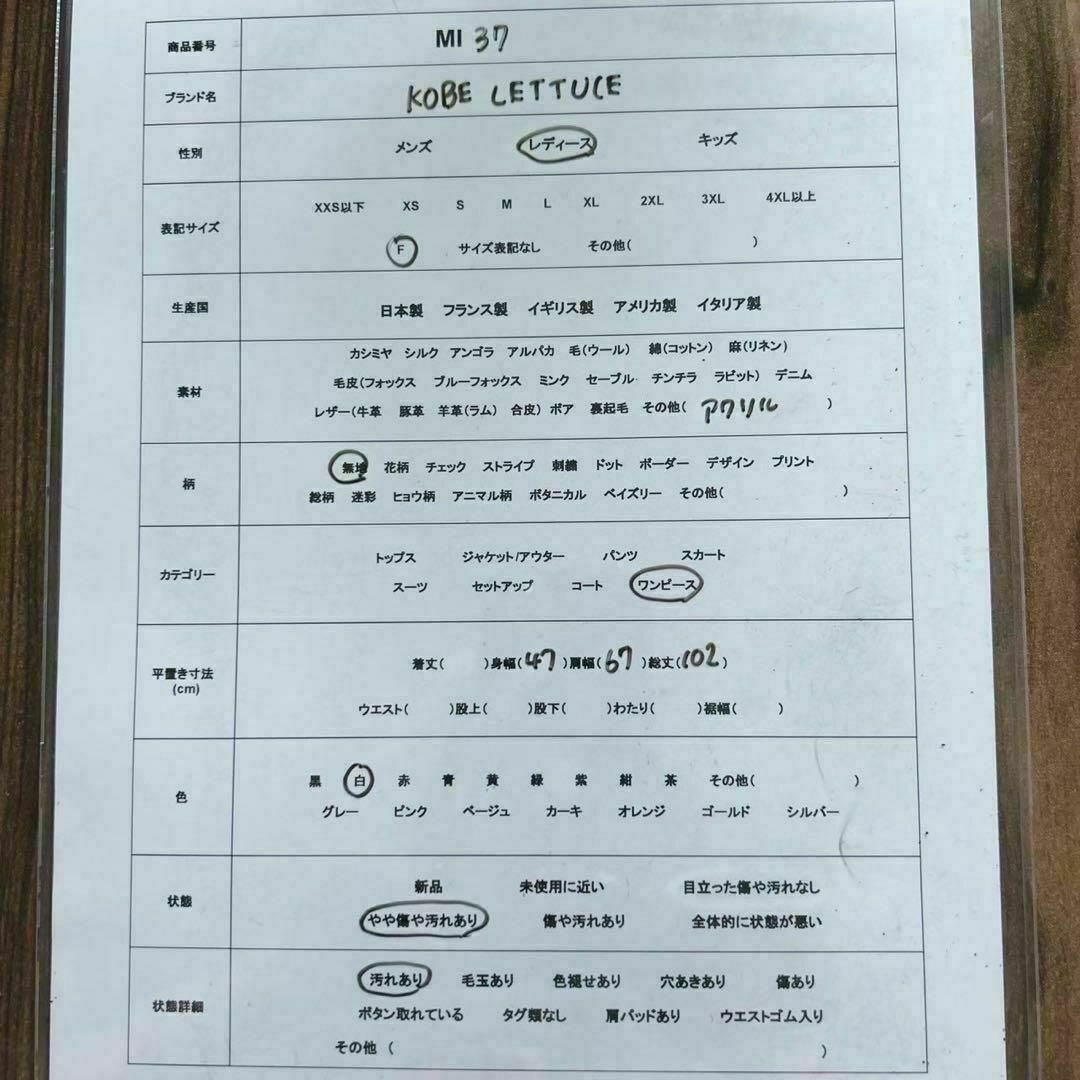 商品番号 MI 37
ブランド名 KOBE LETTUCE
性別 メンズ レディース キッズ
表記サイズ
XXS以下 XS S M L XL 2XL 3XL 4XL以上
F サイズ表記なし その他( )
生産国 日本製 フランス製 イギリス製 アメリカ製 イタリア製
素材
カシミヤ シルク アンゴラ アルパカ 毛(ウール) 綿(コットン) 麻(リネン)
毛皮(フォックス ブルーフォックス ミンク セーブル チンチラ ラビット) デニム
レザー(牛革 豚革 羊革(ラム) 合皮) ボア 裏起毛 その他( アクリル )
柄
無地 花柄 チェック ストライプ 刺繍 ドット ボーダー デザイン プリント
総柄 迷彩 ヒョウ柄 アニマル柄 ボタニカル ペイズリー その他( )
カテゴリー
トップス ジャケット/アウター パンツ スカート
スーツ セットアップ コート ワンピース
平置き寸法
(cm)
着丈( )身幅(47)肩幅(67)総丈(102)
ウエスト( )股上( )股下( )わたり( )裾幅( )
色
黒 白 赤 青 黄 緑 紫 紺 茶 その他( )
グレー ピンク ベージュ カーキ オレンジ ゴールド シルバー
状態
新品 未使用に近い 目立った傷や汚れなし
やや傷や汚れあり 傷や汚れあり 全体的に状態が悪い
状態詳細
汚れあり 毛玉あり 色褪せあり 穴あきあり 傷あり
ボタン取れている タグ類なし 肩パッドあり ウエストゴム入り
その他 ( )